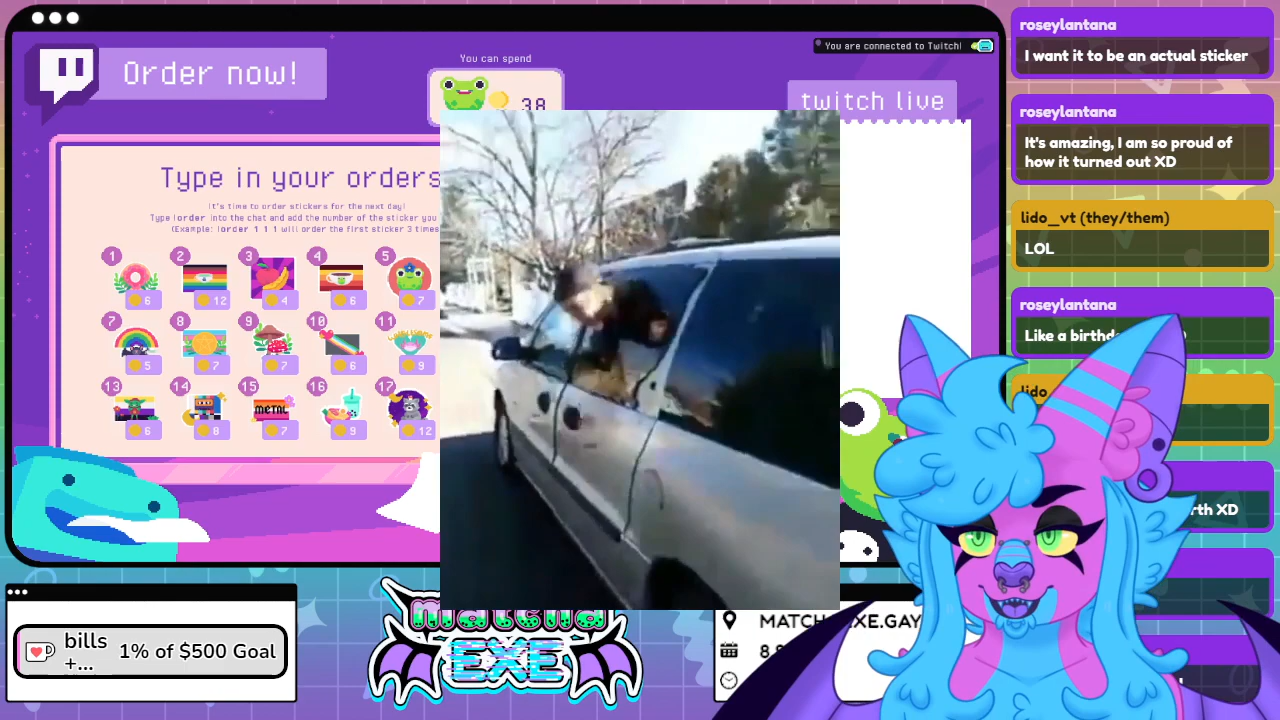 Order now!
You can spend
38
You are connected to Twitch!
twitch live
Type in your orders
It's time to order stickers for the next day!
Type !order into the chat and add the number of the sticker you
(Example: !order 1 1 1 will order the first sticker 3 times
1 2 3 4 5
6 12 4 6 7
7 8 9 10 11
5 7 7 6 9
13 14 15 16 17
METAL
6 8 7 9 12
bills
+...
1% of $500 Goal
matcha
EXE
roseylantana
I want it to be an actual sticker
roseylantana
It's amazing, I am so proud of
how it turned out XD
lido_vt (they/them)
LOL
roseylantana
Like a birthd
lido
rth XD